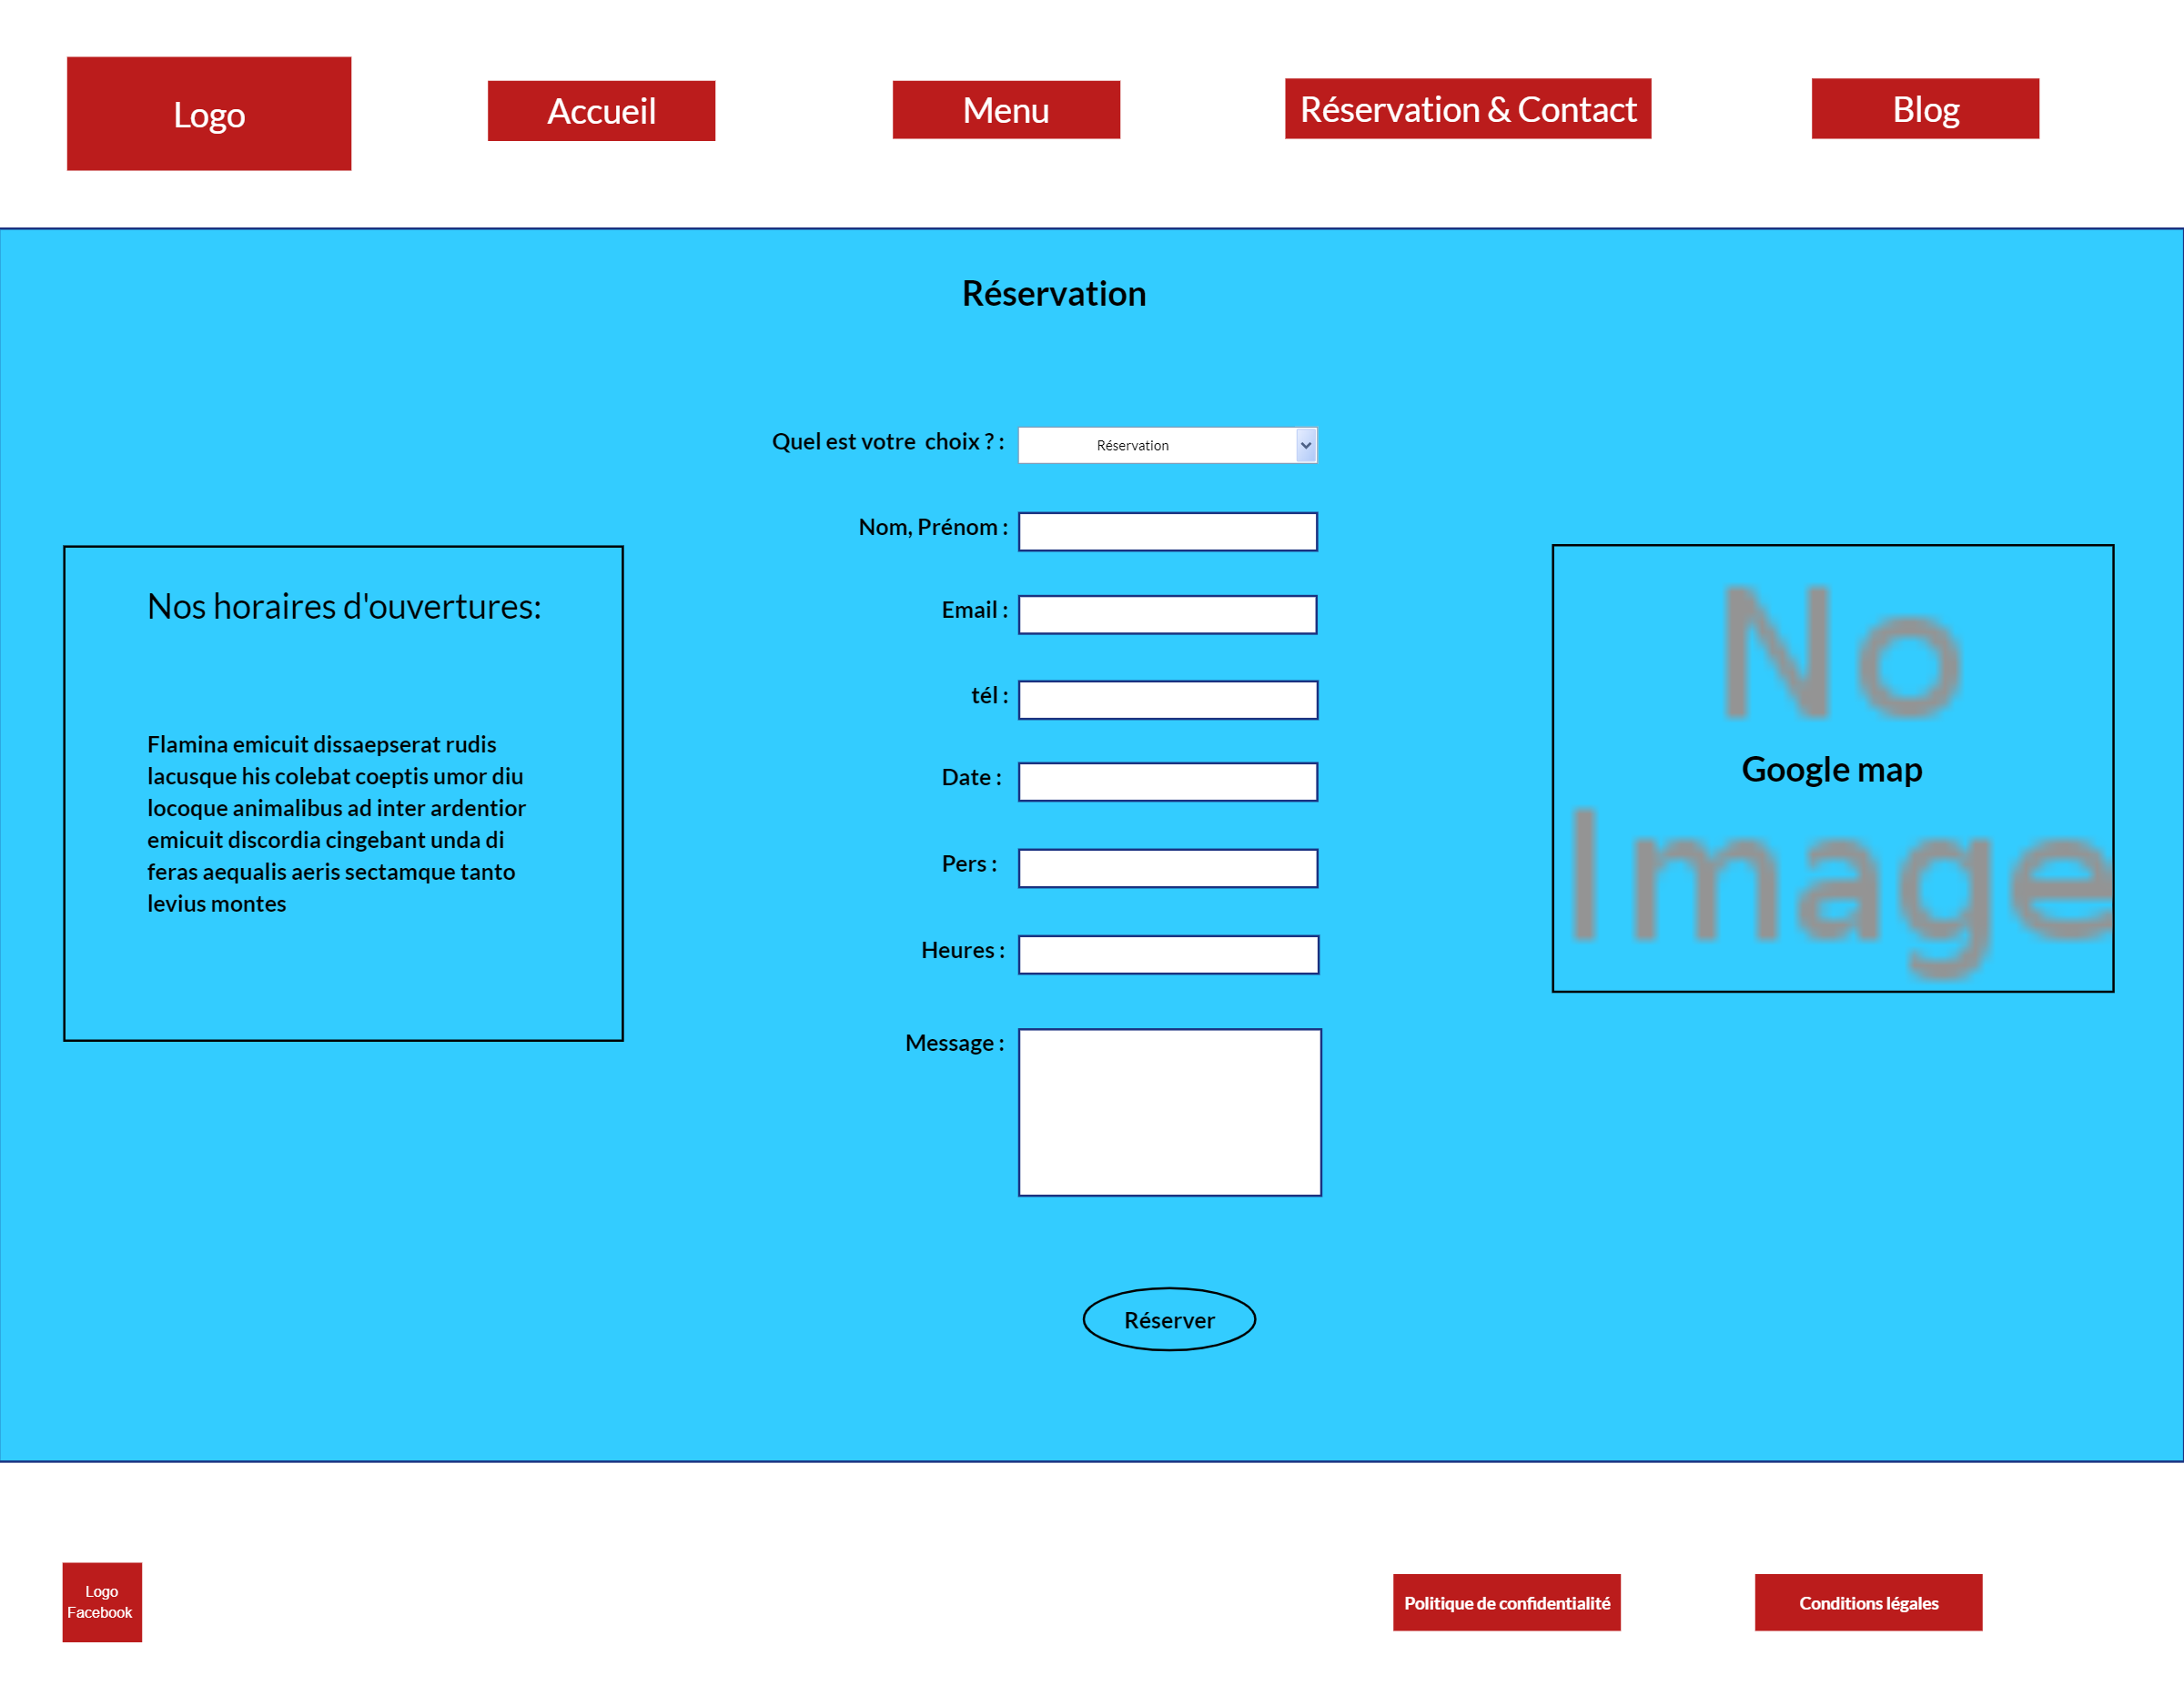 Logo
Accueil
Menu
Réservation & Contact
Blog
Réservation
Quel est votre  choix ? :
Réservation
Nom, Prénom :
Email :
tél :
Date :
Pers :
Heures :
Message :
Réserver
Nos horaires d'ouvertures:
Flamina emicuit dissaepserat rudis
lacusque his colebat coeptis umor diu
locoque animalibus ad inter ardentior
emicuit discordia cingebant unda di
feras aequalis aeris sectamque tanto
levius montes
No
Google map
Image
Logo
Facebook
Politique de confidentialité
Conditions légales